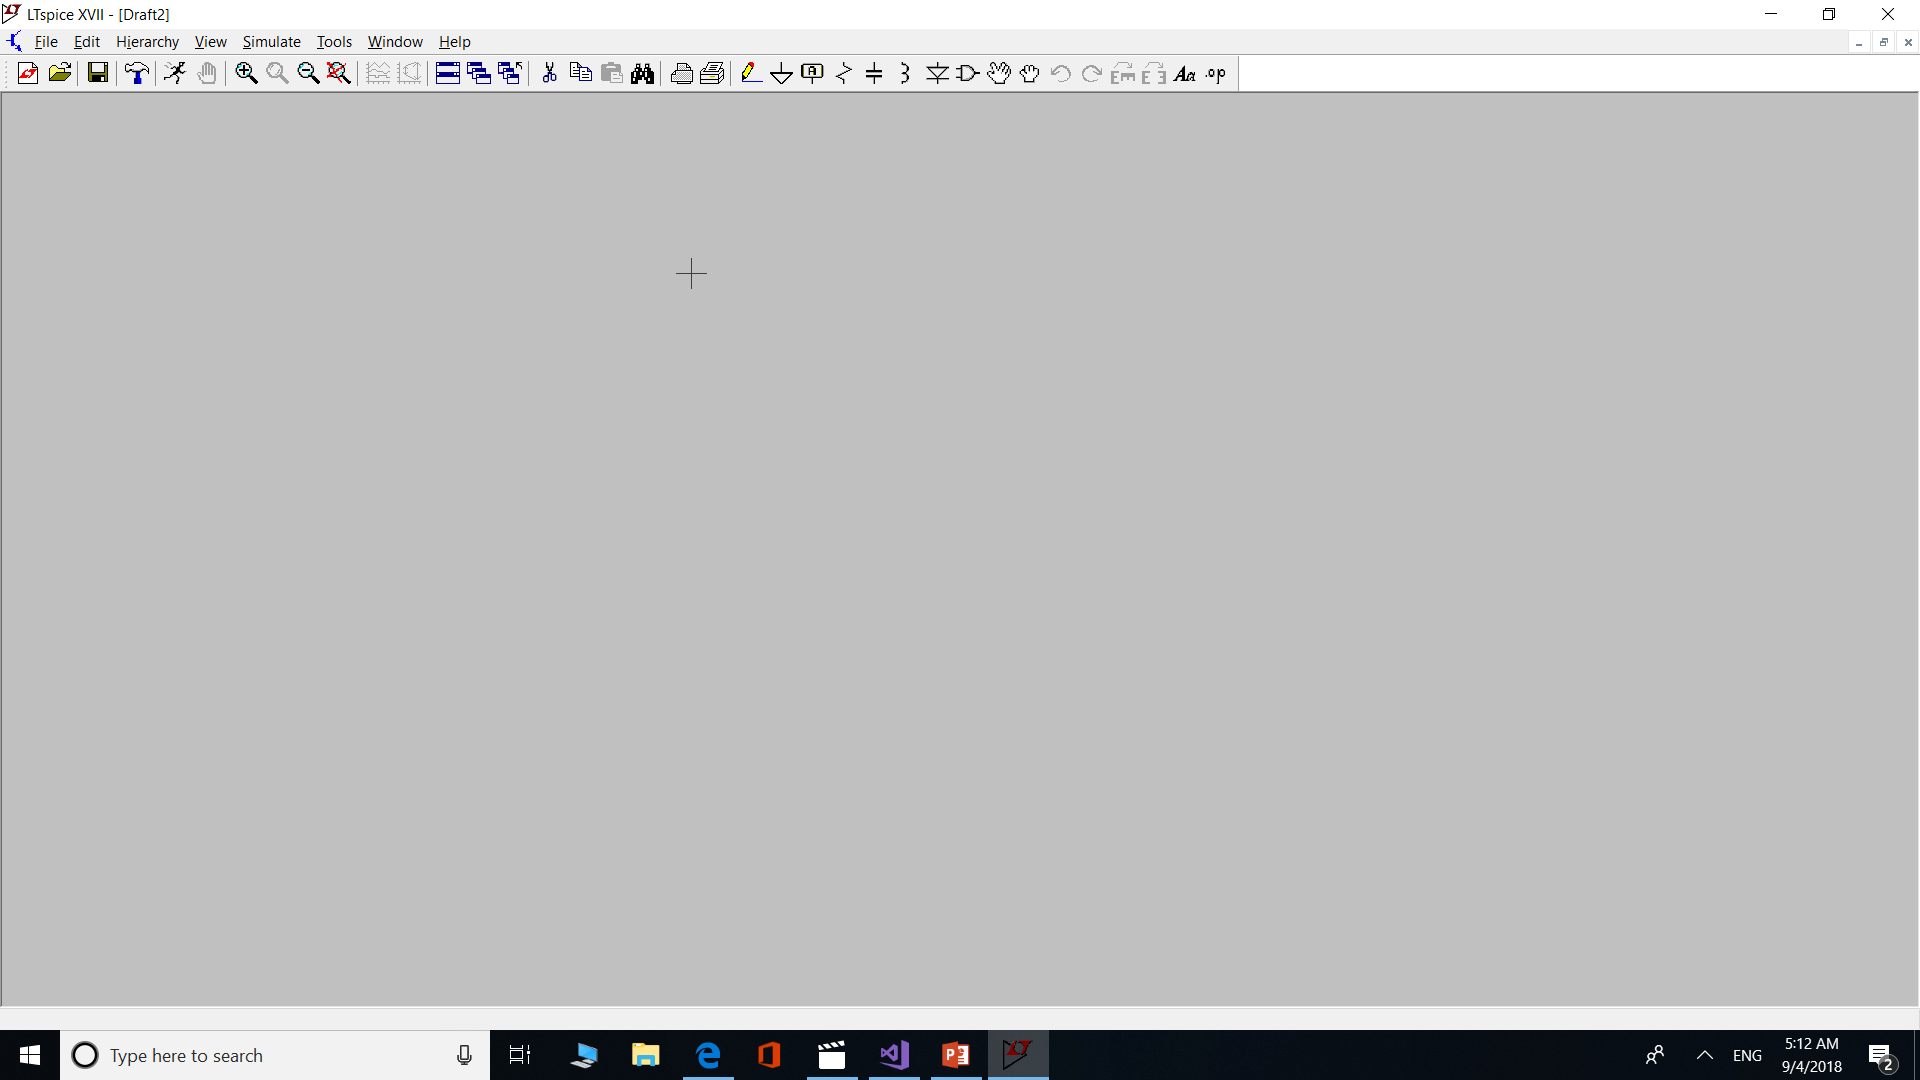 LTspice XVII - [Draft2]
File Edit Hierarchy View Simulate Tools Window Help
A Aa .op
Type here to search
ENG
5:12 AM
9/4/2018
2